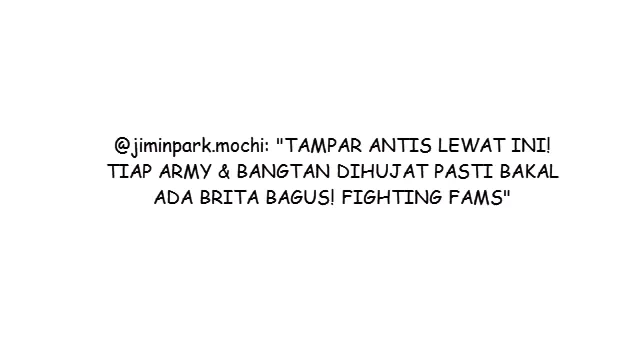 @jiminpark.mochi: "TAMPAR ANTIS LEWAT INI!
TIAP ARMY & BANGTAN DIHUJAT PASTI BAKAL
ADA BRITA BAGUS! FIGHTING FAMS"